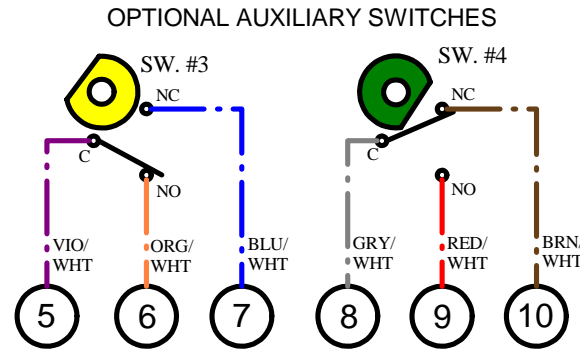 OPTIONAL AUXILIARY SWITCHES
SW. #3
SW. #4
NC
NC
C
C
NO
NO
VIO/
WHT
ORG/
WHT
BLU/
WHT
GRY/
WHT
RED/
WHT
BRN/
WHT
5
6
7
8
9
10